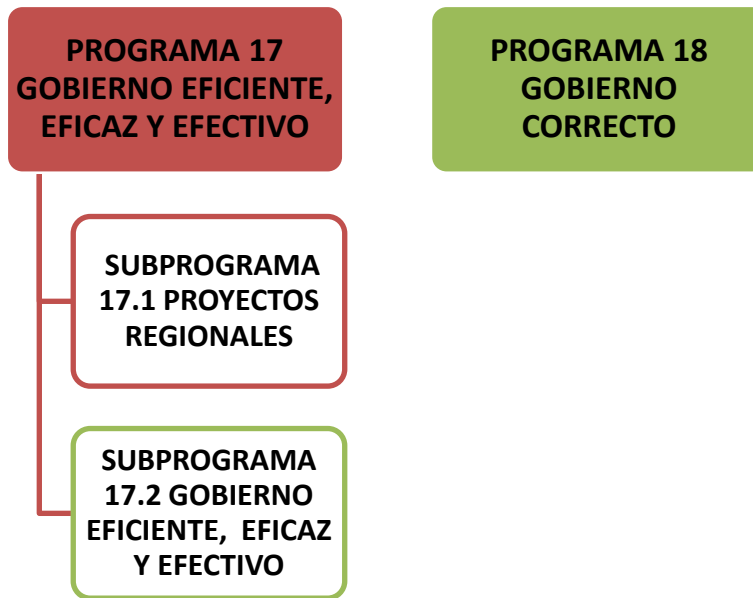 PROGRAMA 17
GOBIERNO EFICIENTE,
EFICAZ Y EFECTIVO
PROGRAMA 18
GOBIERNO
CORRECTO
SUBPROGRAMA
17.1 PROYECTOS
REGIONALES
SUBPROGRAMA
17.2 GOBIERNO
EFICIENTE, EFICAZ
Y EFECTIVO